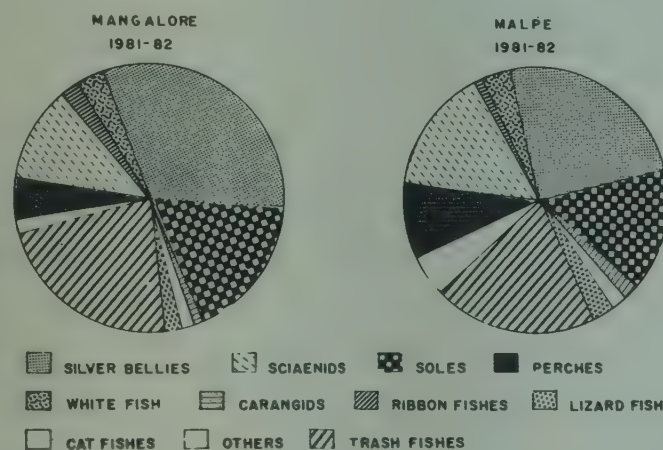 MANGALORE
1981-82
MALPE
1981-82
SILVER BELLIES SCIAENIDS SOLES PERCHES
WHITE FISH CARANGIDS RIBBON FISHES LIZARD FISH
CAT FISHES OTHERS TRASH FISHES